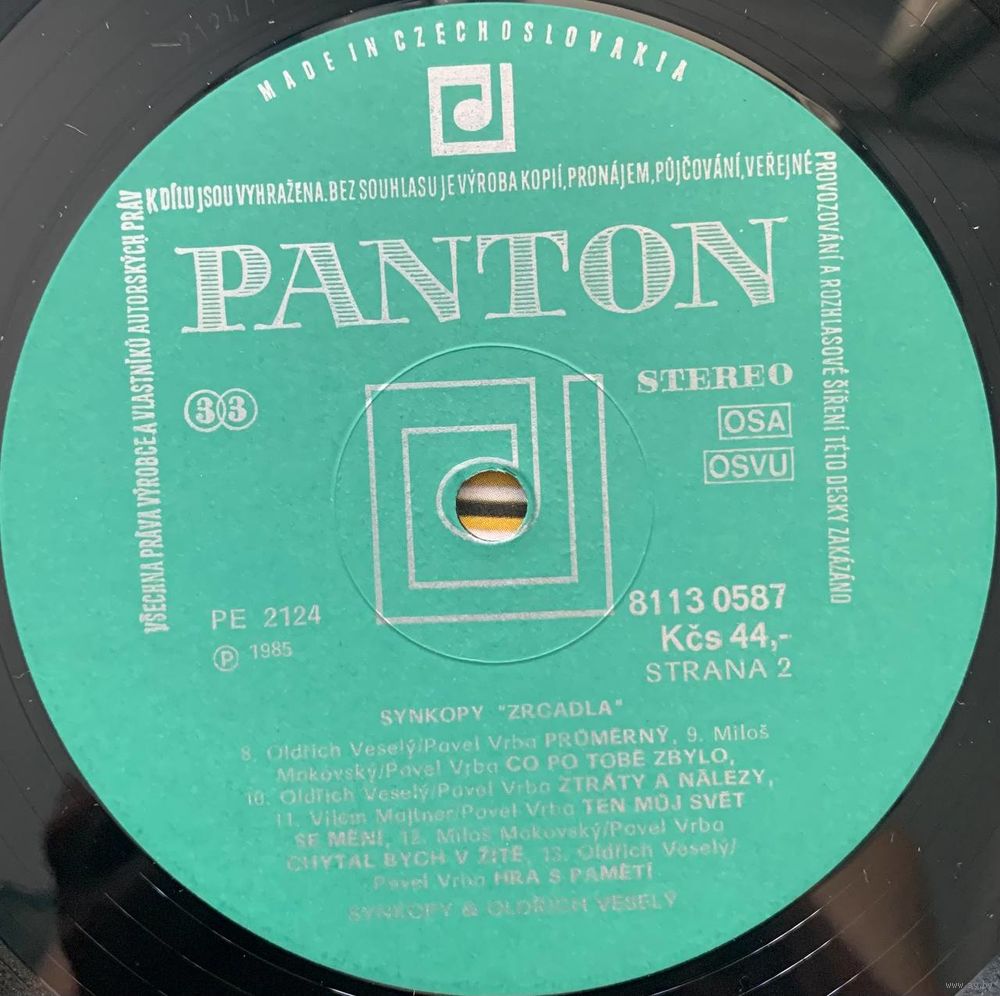 MADE IN CZECHOSLOVAKIA
VŠECHNA PRÁVA VÝROBCE A VLASTNÍKŮ AUTORSKÝCH PRÁV
K DÍLU JSOU VYHRAŽENA. BEZ SOUHLASU JE VÝROBA KOPIÍ, PRONÁJEM, PŮJČOVÁNÍ, VEŘEJNÉ
PROVOZOVÁNÍ A ROZHLASOVÉ ŠÍŘENÍ TÉTO DESKY ZAKÁZÁNO
PANTON
33
STEREO
OSA
OSVU
PE 2124
℗ 1985
8113 0587
Kčs 44,-
STRANA 2
SYNKOPY "ZRCADLA"
8. Oldřich Veselý/Pavel Vrba PRŮMĚRNÝ, 9. Miloš
Makovský/Pavel Vrba CO PO TOBĚ ZBYLO,
10. Oldřich Veselý/Pavel Vrba ZTRÁTY A NÁLEZY,
11. Vilém Majtner/Pavel Vrba TEN MŮJ SVĚT
SE MĚNÍ, 12. Miloš Makovský/Pavel Vrba
CHYTAL BYCH V ŽITĚ, 13. Oldřich Veselý/
Pavel Vrba HRA S PAMĚTÍ
SYNKOPY & OLDŘICH VESELÝ
www.ay.by